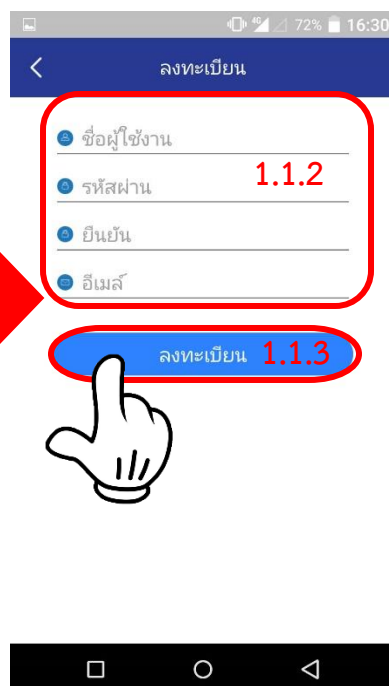 4G 72% 16:30
ลงทะเบียน
ชื่อผู้ใช้งาน
รหัสผ่าน 1.1.2
ยืนยัน
อีเมล์
ลงทะเบียน 1.1.3